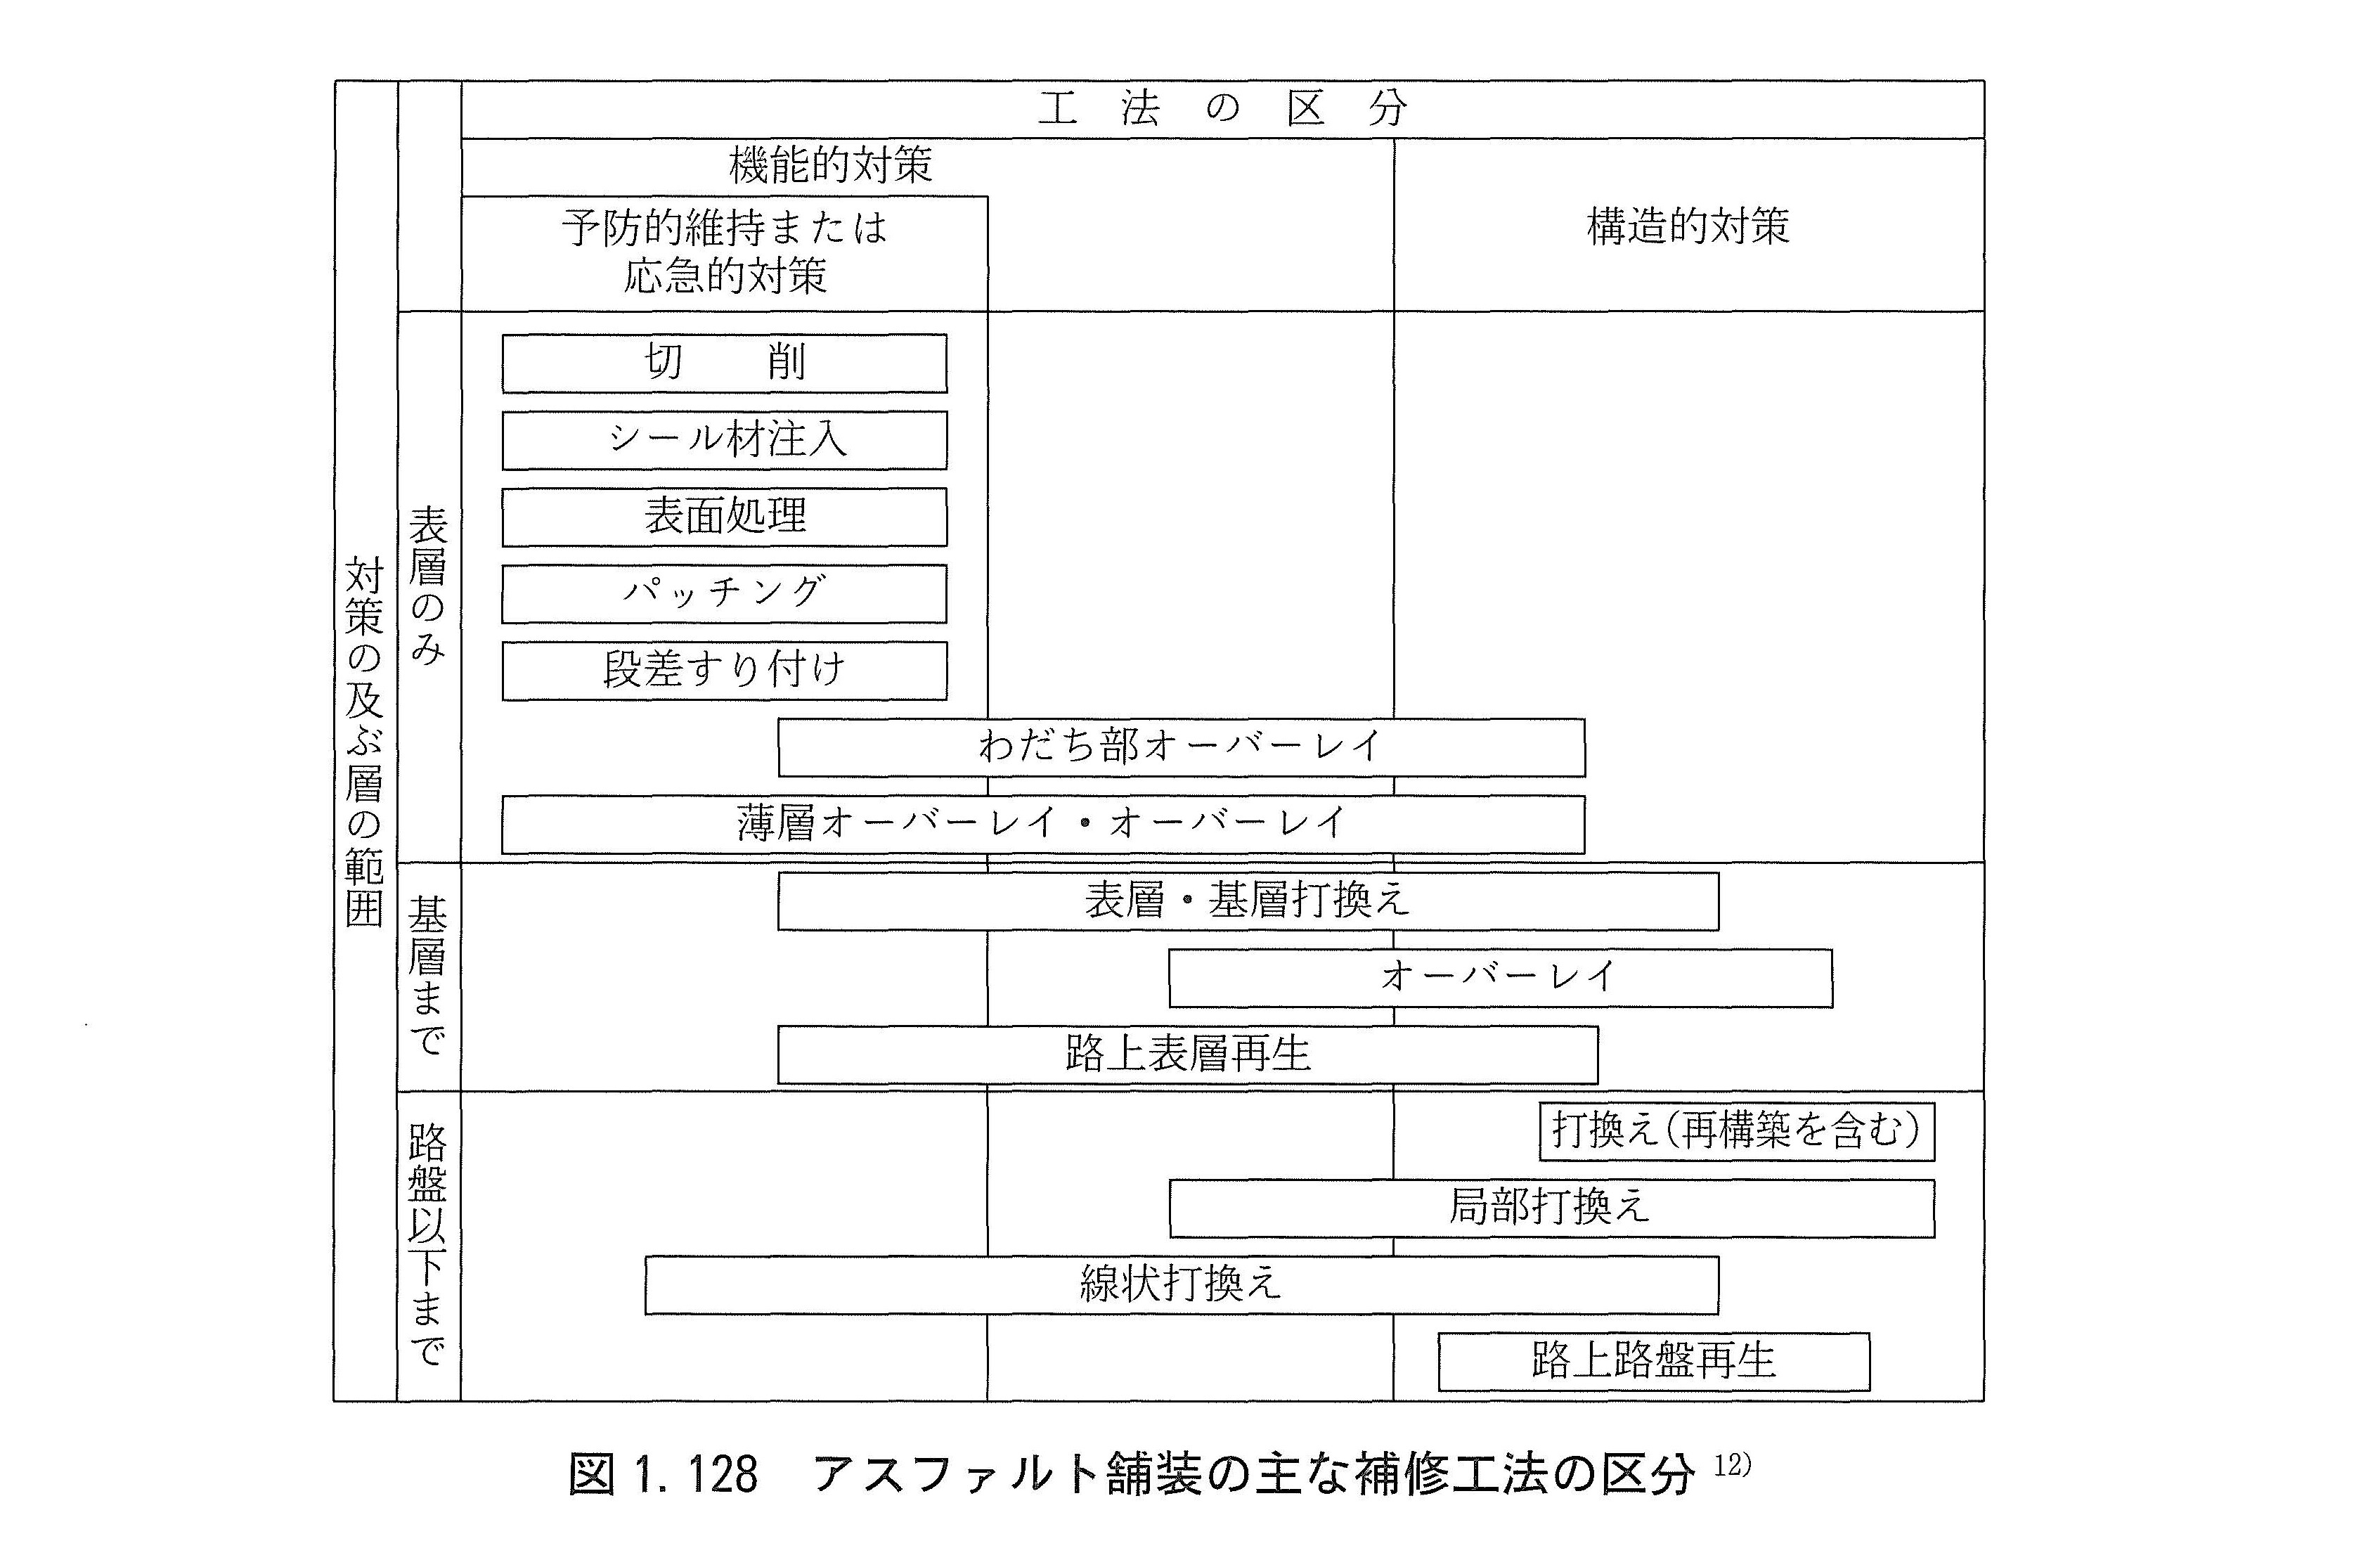 工法の区分
機能的対策
予防的維持または
応急的対策
構造的対策
対策の及ぶ層の範囲
表層のみ
切 削
シール材注入
表面処理
パッチング
段差すり付け
わだち部オーバーレイ
薄層オーバーレイ・オーバーレイ
基層まで
表層・基層打換え
オーバーレイ
路上表層再生
路盤以下まで
打換え(再構築を含む)
局部打換え
線状打換え
路上路盤再生
図1.128 アスファルト舗装の主な補修工法の区分 12)